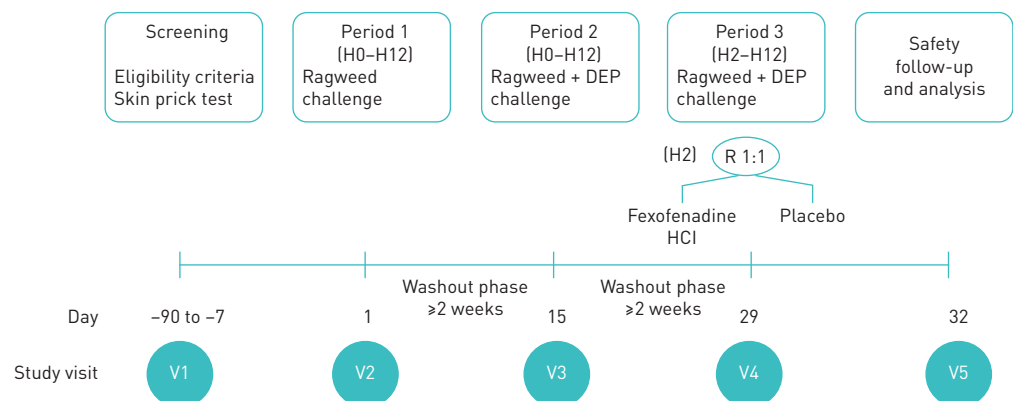 Screening
Eligibility criteria
Skin prick test
Period 1
(H0–H12)
Ragweed
challenge
Period 2
(H0–H12)
Ragweed + DEP
challenge
Period 3
(H2–H12)
Ragweed + DEP
challenge
Safety
follow-up
and analysis
(H2) R 1:1
Fexofenadine
HCl
Placebo
Washout phase
≥2 weeks
Washout phase
≥2 weeks
Day –90 to –7 1 15 29 32
Study visit V1 V2 V3 V4 V5